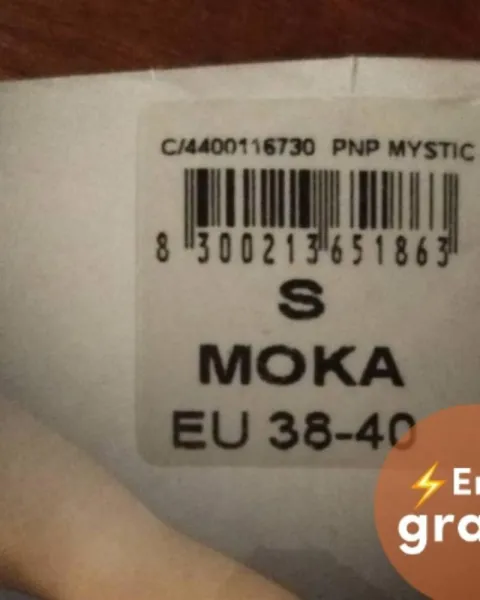 C/4400116730 PNP MYSTIC
8 300213 651863
S
MOKA
EU 38-40
⚡